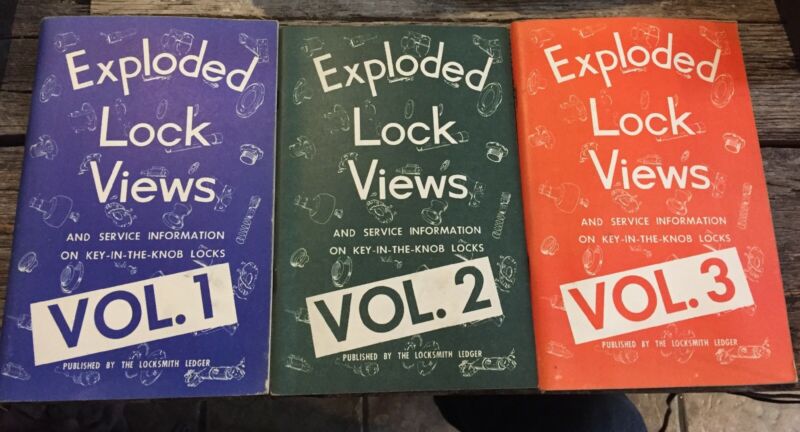 Exploded
Lock
Views
AND SERVICE INFORMATION
ON KEY-IN-THE-KNOB LOCKS
VOL. 1
PUBLISHED BY THE LOCKSMITH LEDGER
Exploded
Lock
Views
AND SERVICE INFORMATION
ON KEY-IN-THE-KNOB LOCKS
VOL. 2
PUBLISHED BY THE LOCKSMITH LEDGER
Exploded
Lock
Views
AND SERVICE INFORMATION
ON KEY-IN-THE-KNOB LOCKS
VOL. 3
PUBLISHED BY THE LOCKSMITH LEDGER